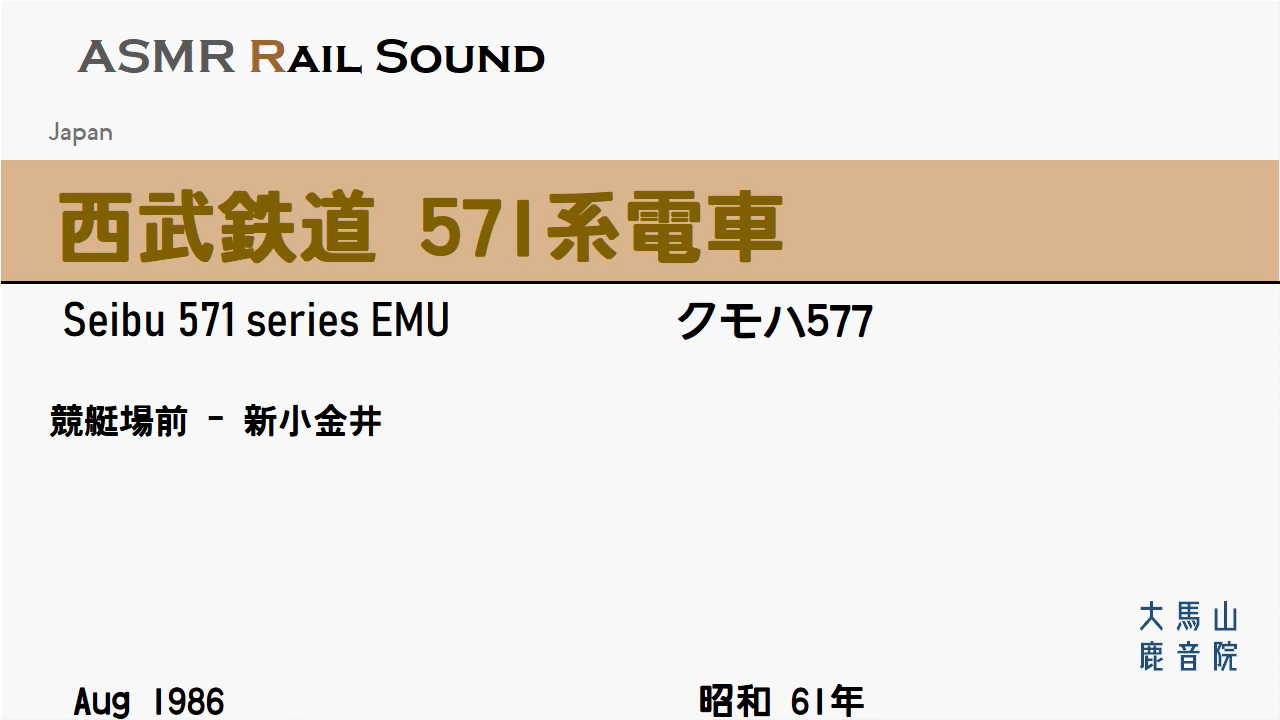 ASMR RAIL SOUND
Japan
西武鉄道 571系電車
Seibu 571 series EMU
クモハ577
競艇場前 - 新小金井
大馬山
鹿音院
Aug 1986
昭和 61年